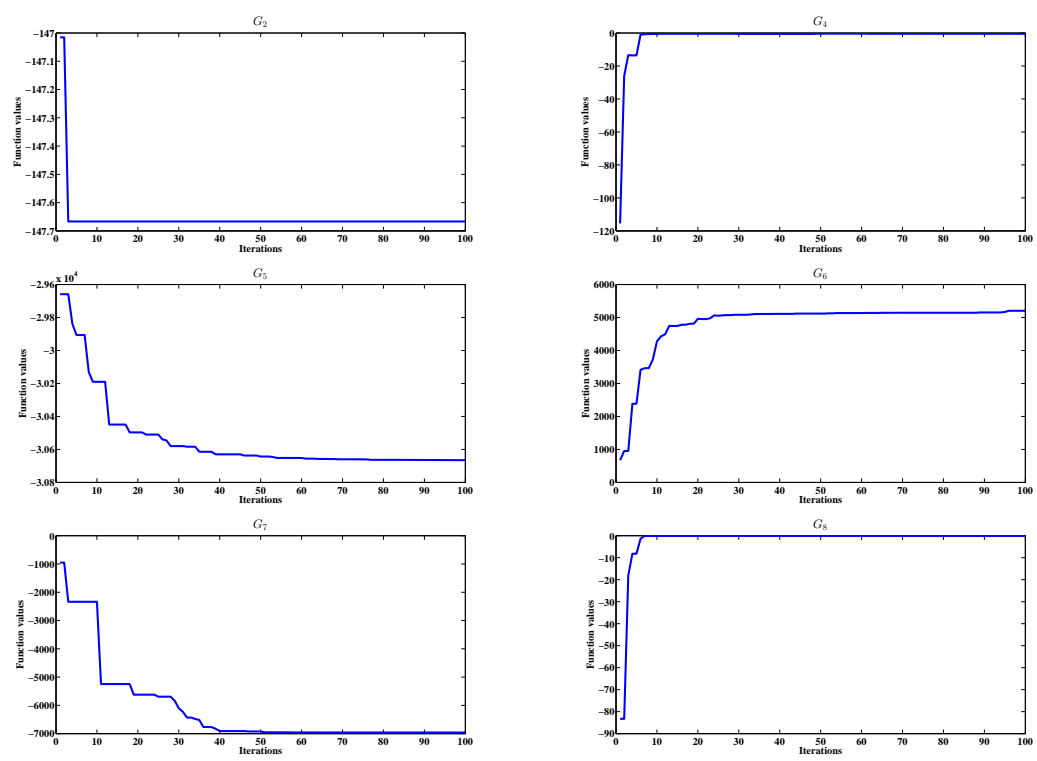 G2
−147
−147.1
−147.2
−147.3
−147.4
−147.5
−147.6
−147.7
Function values
0 10 20 30 40 50 60 70 80 90 100
Iterations
G4
0
−20
−40
−60
−80
−100
−120
Function values
0 10 20 30 40 50 60 70 80 90 100
Iterations
G5
x 10^4
−2.96
−2.98
−3
−3.02
−3.04
−3.06
−3.08
Function values
0 10 20 30 40 50 60 70 80 90 100
Iterations
G6
6000
5000
4000
3000
2000
1000
0
Function values
0 10 20 30 40 50 60 70 80 90 100
Iterations
G7
0
−1000
−2000
−3000
−4000
−5000
−6000
−7000
Function values
0 10 20 30 40 50 60 70 80 90 100
Iterations
G8
0
−10
−20
−30
−40
−50
−60
−70
−80
−90
Function values
0 10 20 30 40 50 60 70 80 90 100
Iterations